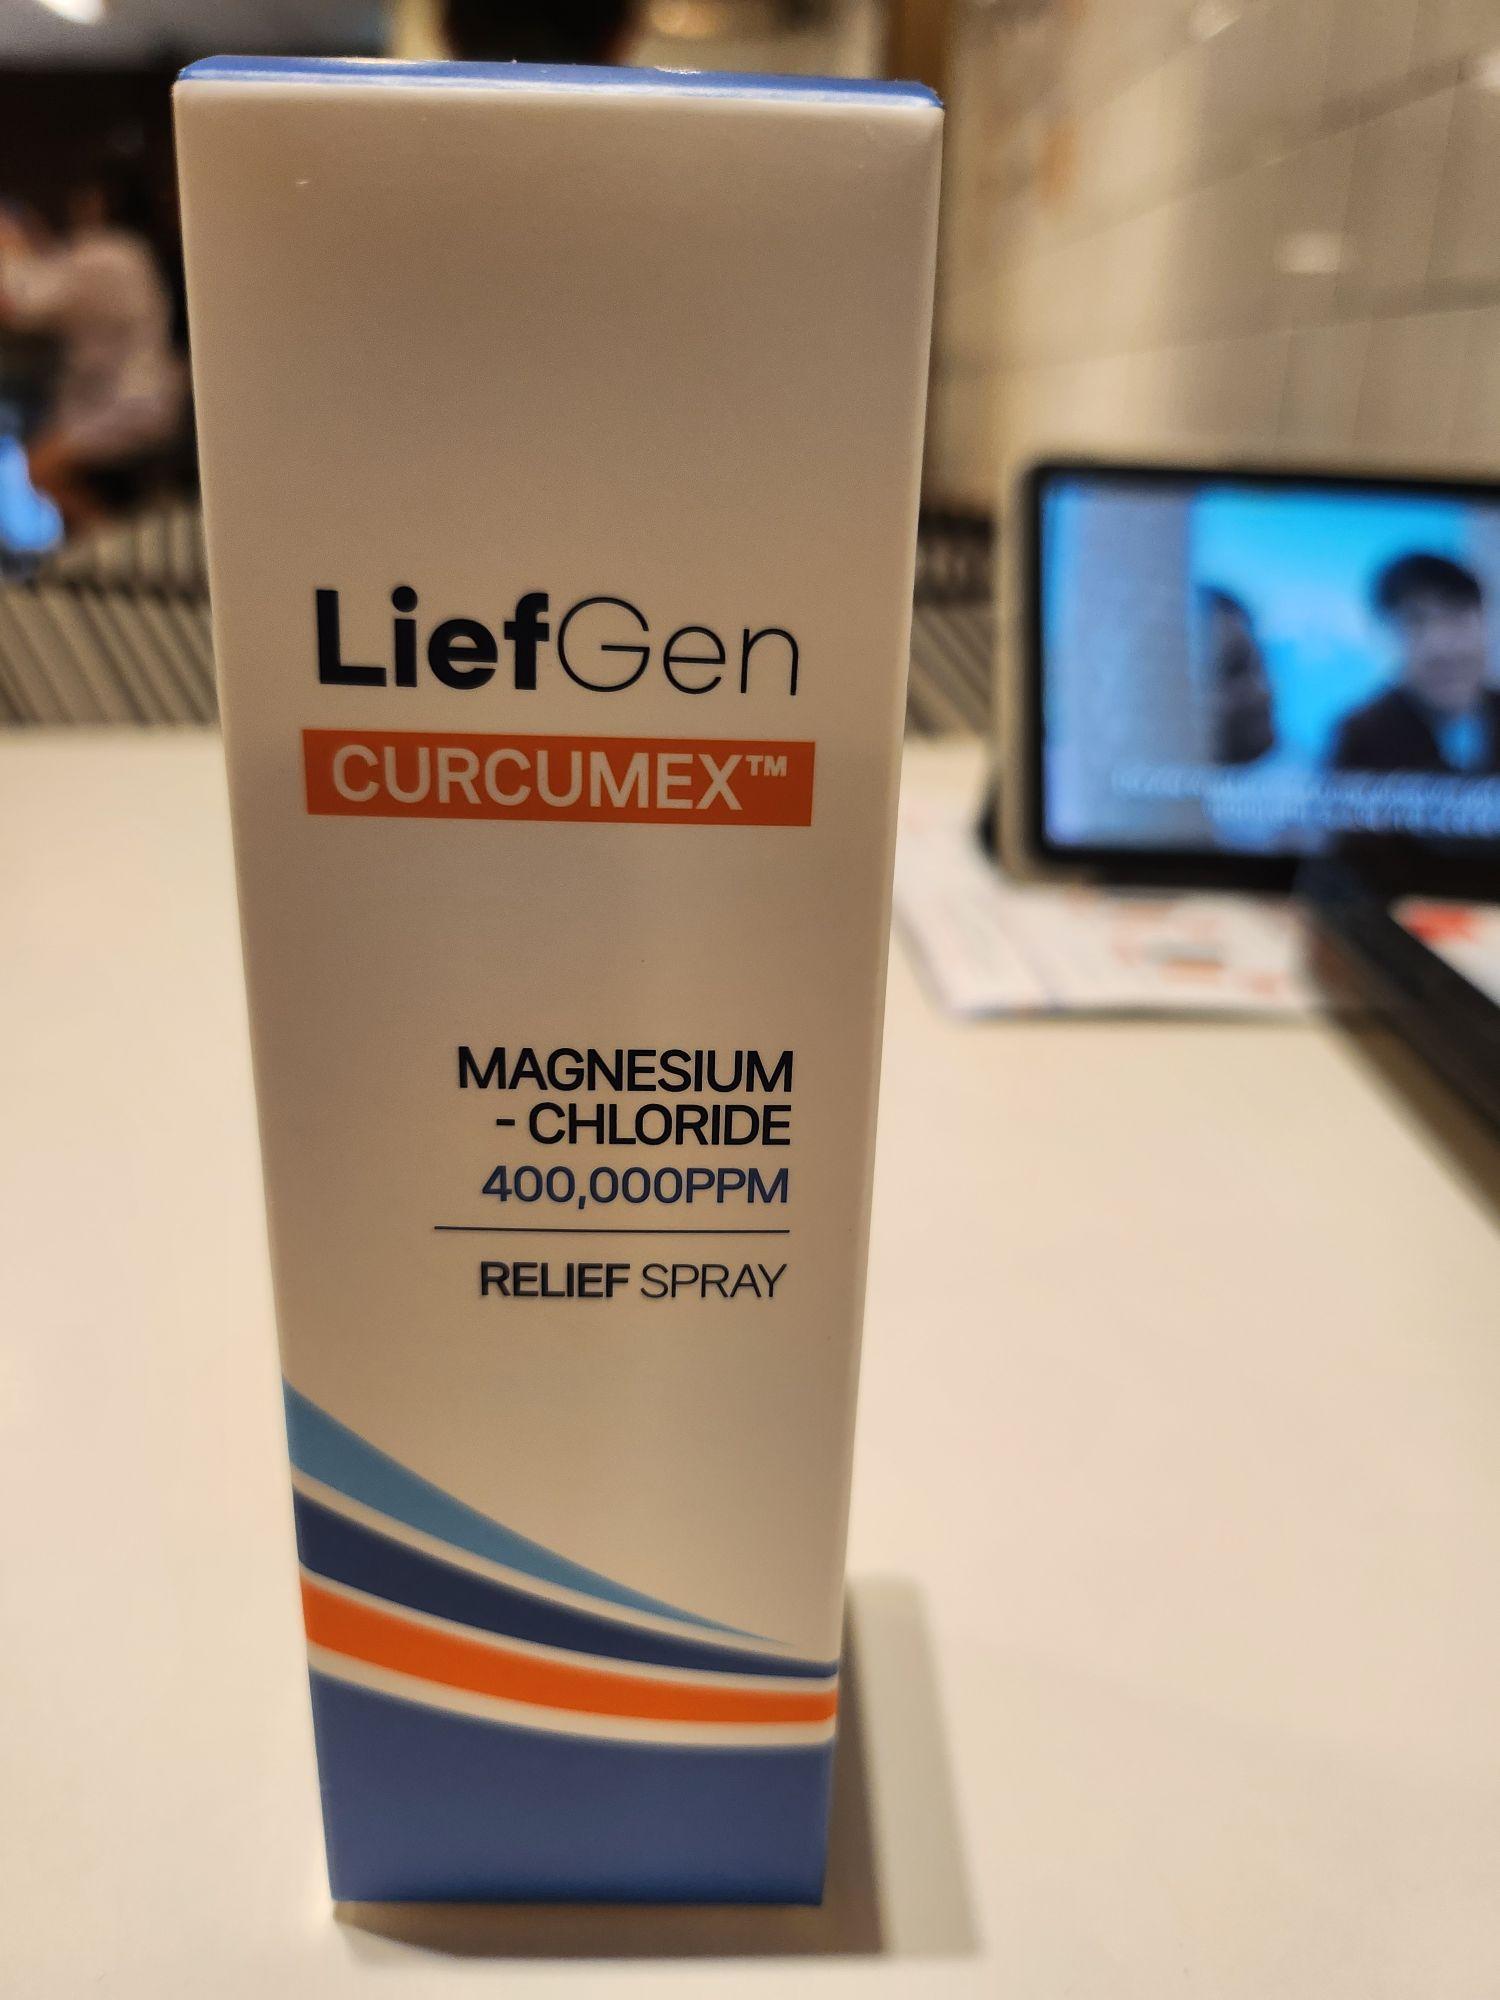 LiefGen
CURCUMEX™
MAGNESIUM
- CHLORIDE
400,000PPM
RELIEF SPRAY